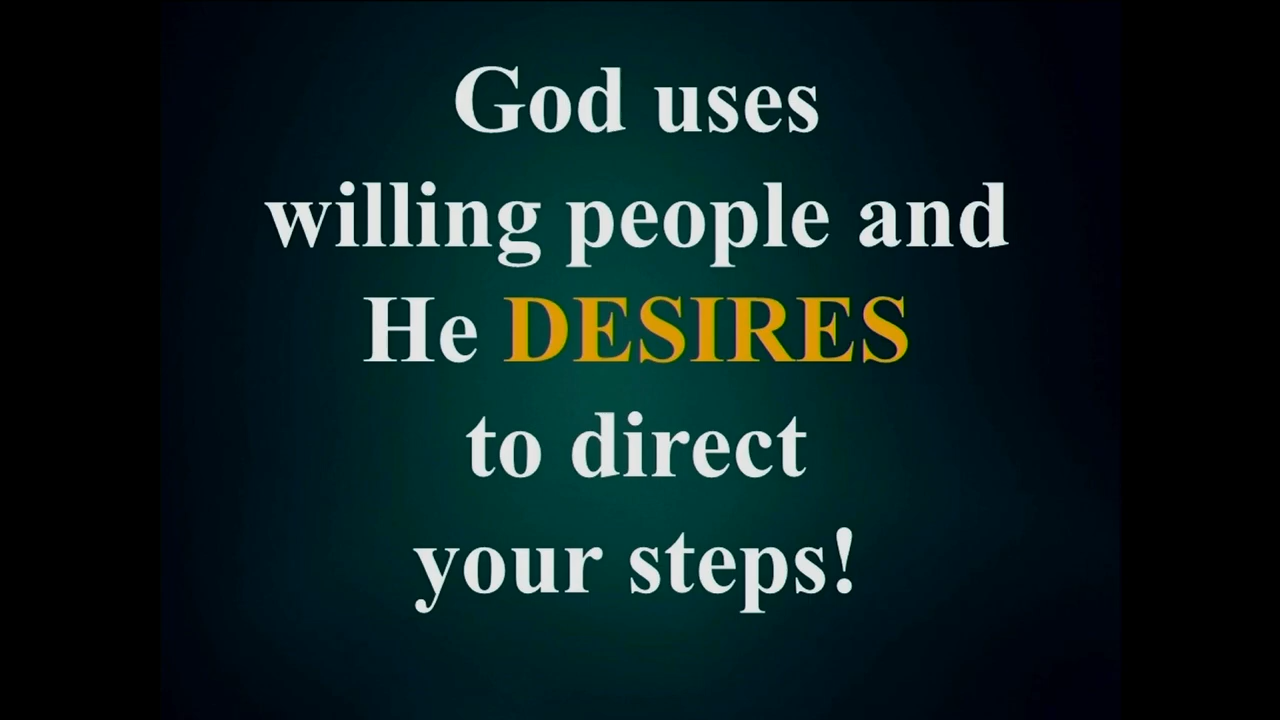 God uses
willing people and
He DESIRES
to direct
your steps!